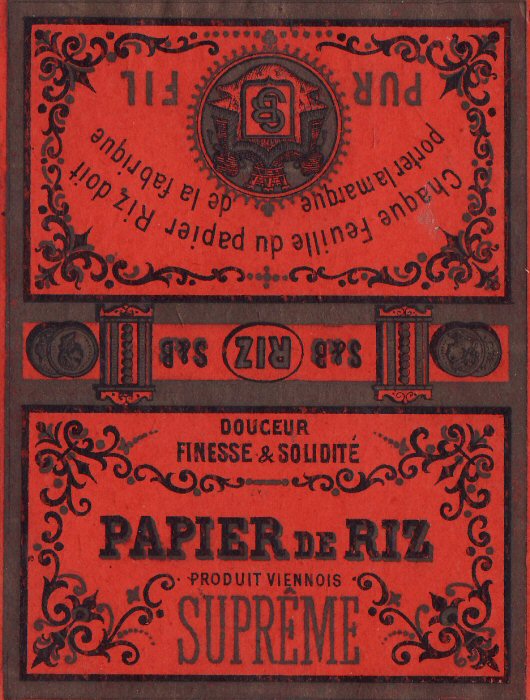 Chaque Feuille du papier Riz doit
porter la marque de la fabrique
SB
PUR FIL
S&B RIZ S&B
DOUCEUR
FINESSE & SOLIDITÉ
PAPIER DE RIZ
PRODUIT VIENNOIS
SUPRÊME